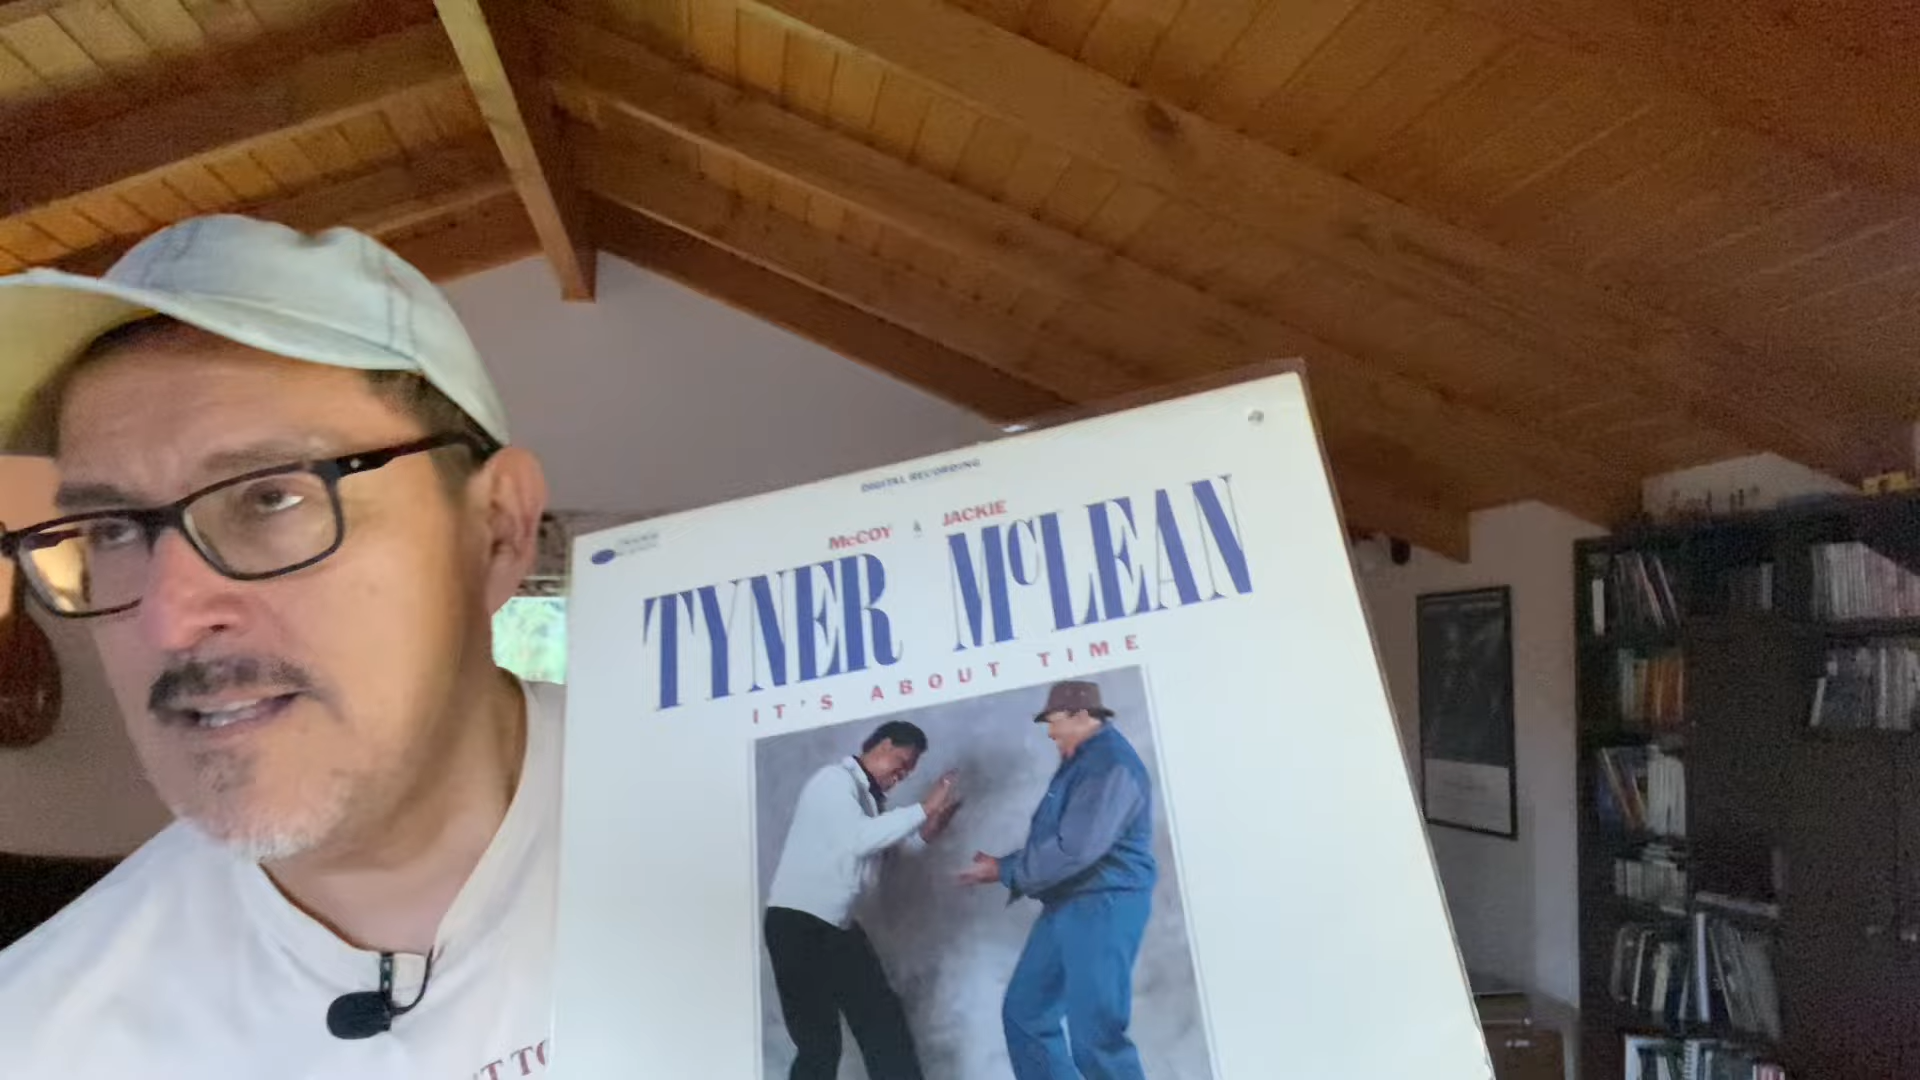 DIGITAL RECORDING
McCOY & JACKIE
TYNER McLEAN
IT'S ABOUT TIME